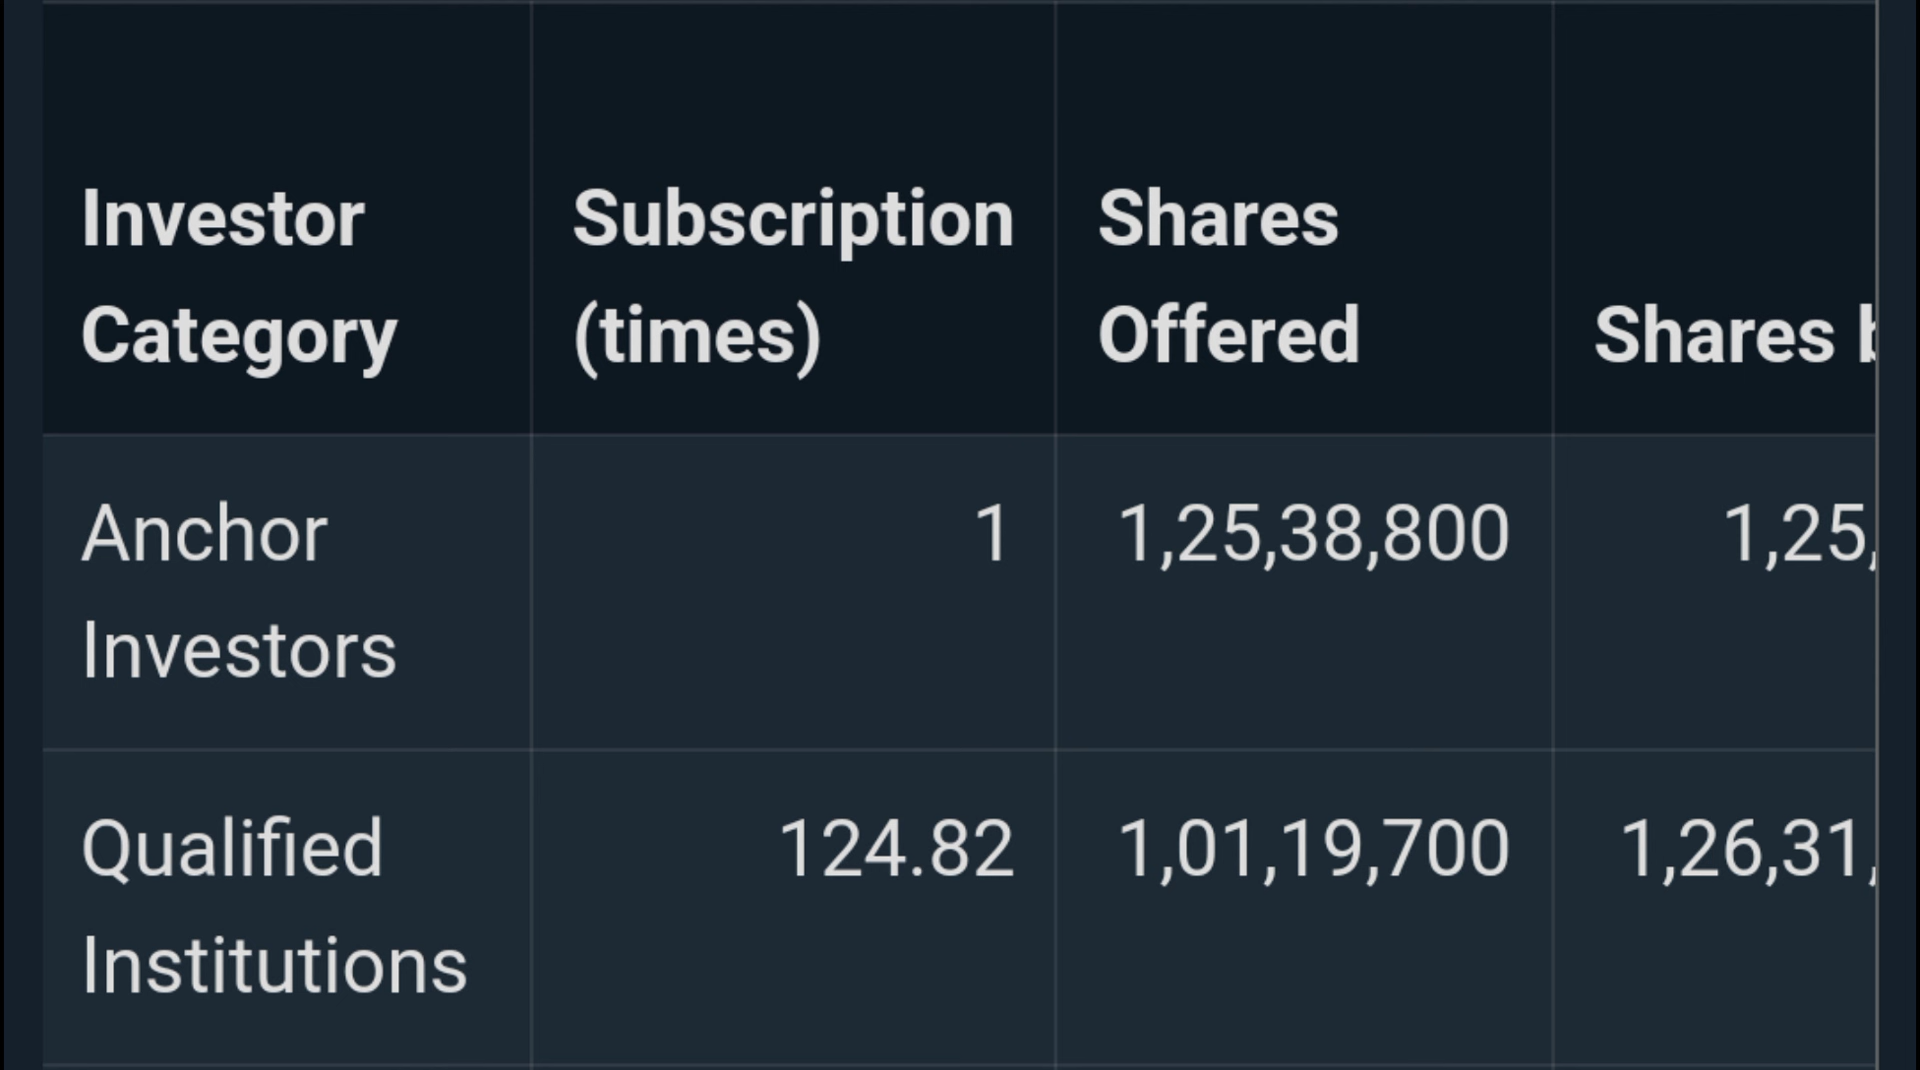 Investor
Category
Subscription
(times)
Shares
Offered
Shares
Anchor
Investors
1
1,25,38,800
1,25,
Qualified
Institutions
124.82
1,01,19,700
1,26,31,